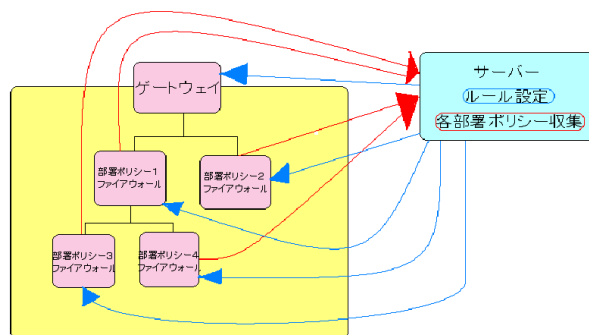 ゲートウェイ
サーバー
ルール設定
各部署ポリシー収集
部署ポリシー1
ファイアウォール
部署ポリシー2
ファイアウォール
部署ポリシー3
ファイアウォール
部署ポリシー4
ファイアウォール